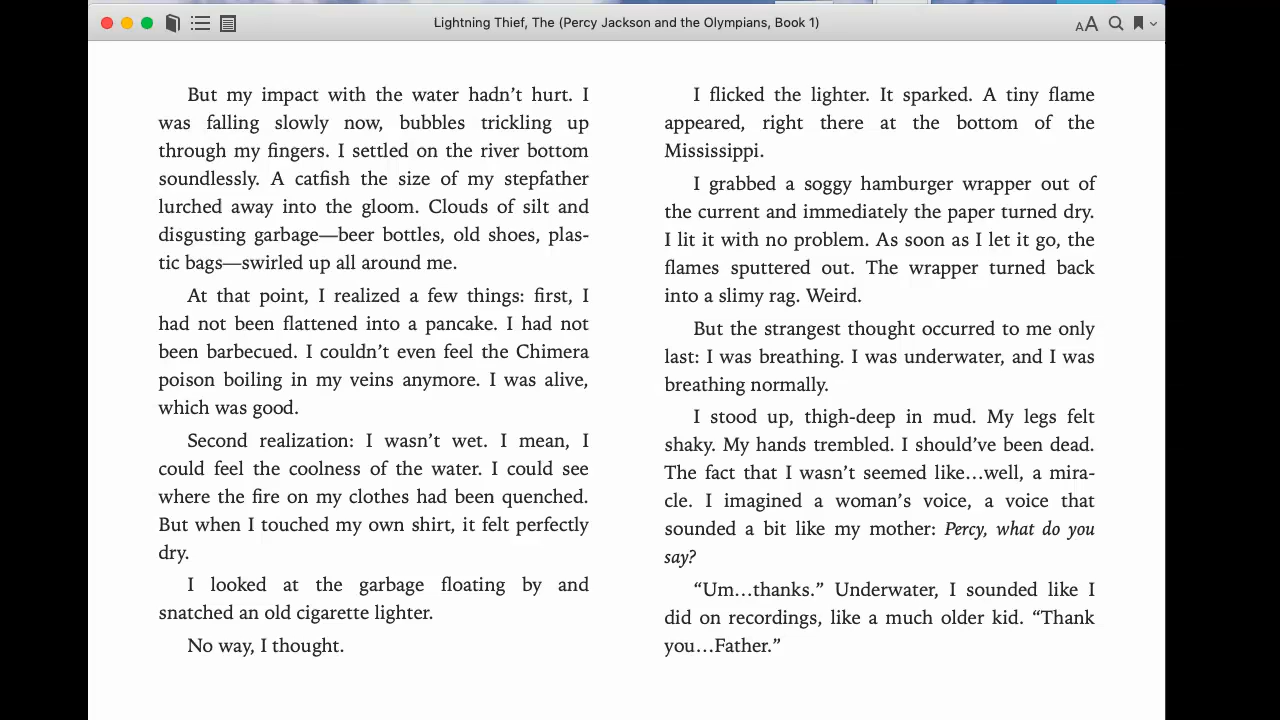 Lightning Thief, The (Percy Jackson and the Olympians, Book 1)
AA
But my impact with the water hadn’t hurt. I
was falling slowly now, bubbles trickling up
through my fingers. I settled on the river bottom
soundlessly. A catfish the size of my stepfather
lurched away into the gloom. Clouds of silt and
disgusting garbage—beer bottles, old shoes, plas-
tic bags—swirled up all around me.
At that point, I realized a few things: first, I
had not been flattened into a pancake. I had not
been barbecued. I couldn’t even feel the Chimera
poison boiling in my veins anymore. I was alive,
which was good.
Second realization: I wasn’t wet. I mean, I
could feel the coolness of the water. I could see
where the fire on my clothes had been quenched.
But when I touched my own shirt, it felt perfectly
dry.
I looked at the garbage floating by and
snatched an old cigarette lighter.
No way, I thought.
I flicked the lighter. It sparked. A tiny flame
appeared, right there at the bottom of the
Mississippi.
I grabbed a soggy hamburger wrapper out of
the current and immediately the paper turned dry.
I lit it with no problem. As soon as I let it go, the
flames sputtered out. The wrapper turned back
into a slimy rag. Weird.
But the strangest thought occurred to me only
last: I was breathing. I was underwater, and I was
breathing normally.
I stood up, thigh-deep in mud. My legs felt
shaky. My hands trembled. I should’ve been dead.
The fact that I wasn’t seemed like…well, a mira-
cle. I imagined a woman’s voice, a voice that
sounded a bit like my mother: Percy, what do you
say?
“Um…thanks.” Underwater, I sounded like I
did on recordings, like a much older kid. “Thank
you…Father.”